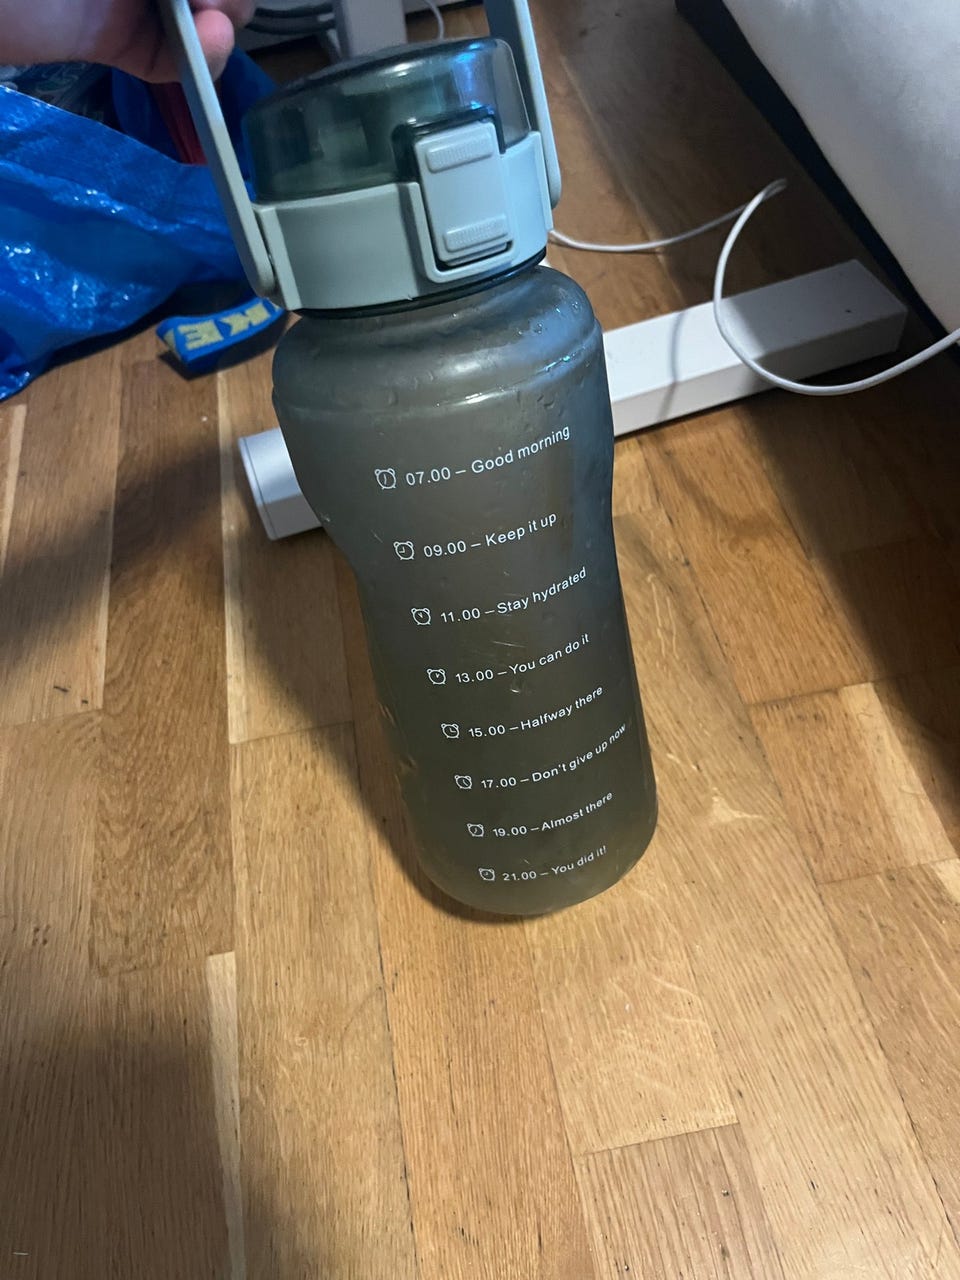 07.00 – Good morning
09.00 – Keep it up
11.00 – Stay hydrated
13.00 – You can do it
15.00 – Halfway there
17.00 – Don't give up now
19.00 – Almost there
21.00 – You did it!
KE